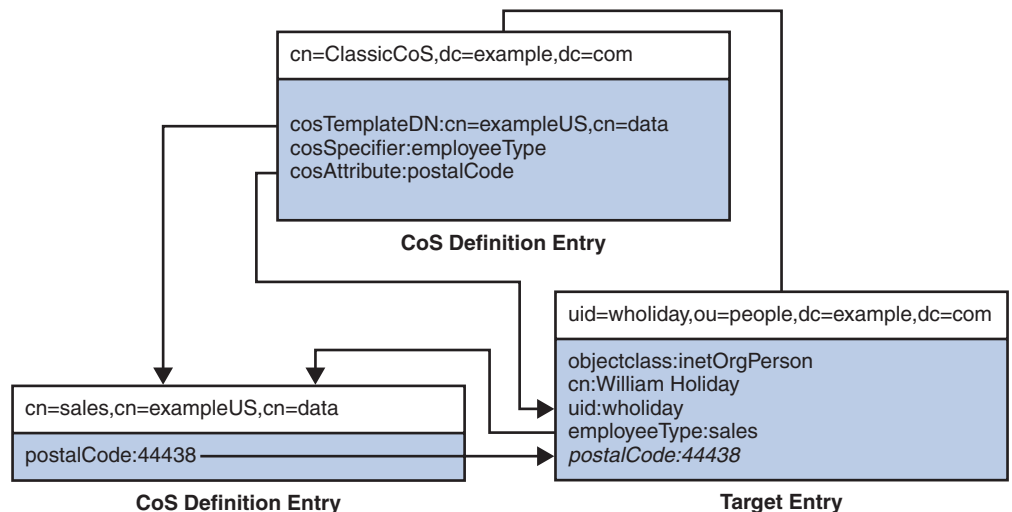 cn=ClassicCoS,dc=example,dc=com
cosTemplateDN:cn=exampleUS,cn=data
cosSpecifier:employeeType
cosAttribute:postalCode
CoS Definition Entry
uid=wholiday,ou=people,dc=example,dc=com
objectclass:inetOrgPerson
cn:William Holiday
uid:wholiday
employeeType:sales
postalCode:44438
Target Entry
cn=sales,cn=exampleUS,cn=data
postalCode:44438
CoS Definition Entry